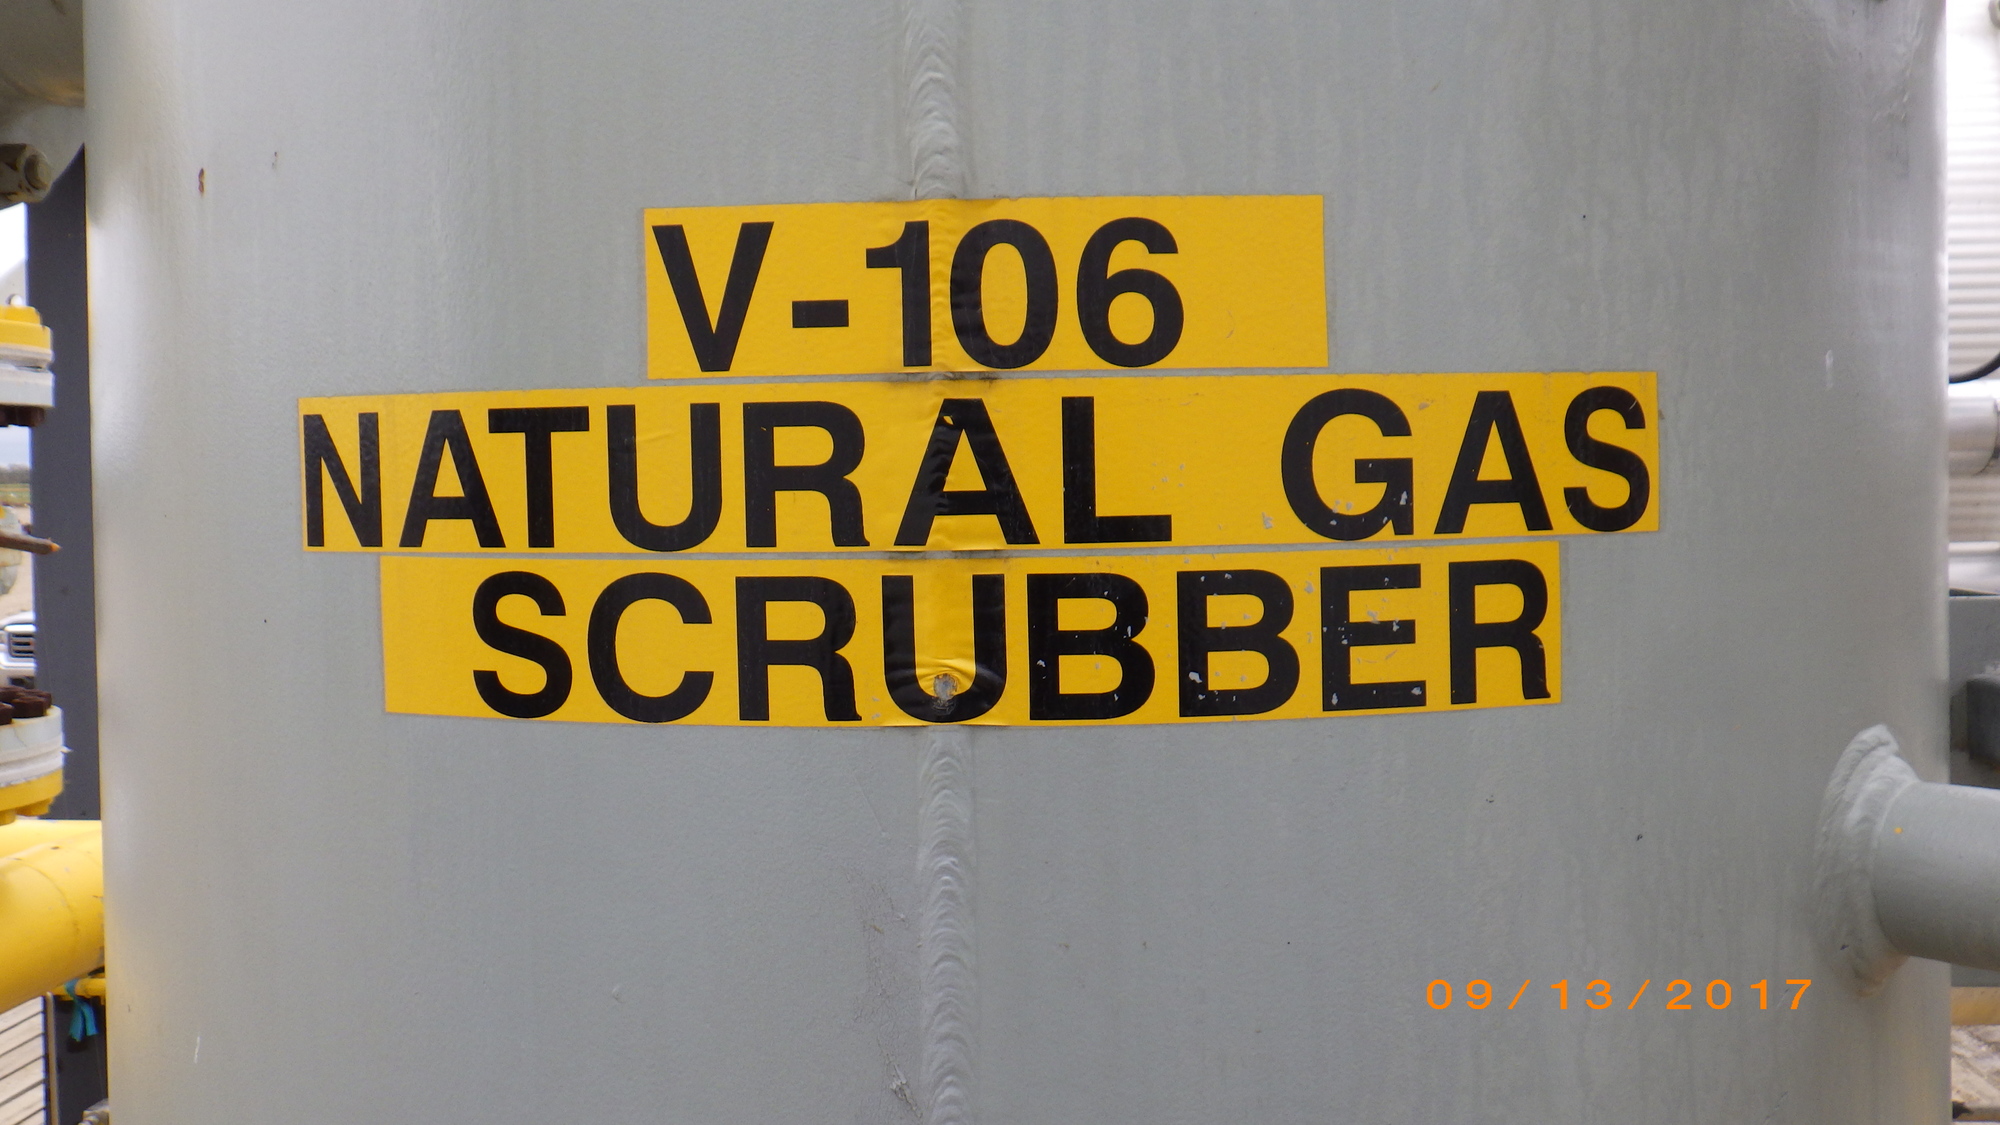 V-106
NATURAL GAS
SCRUBBER
09/13/2017